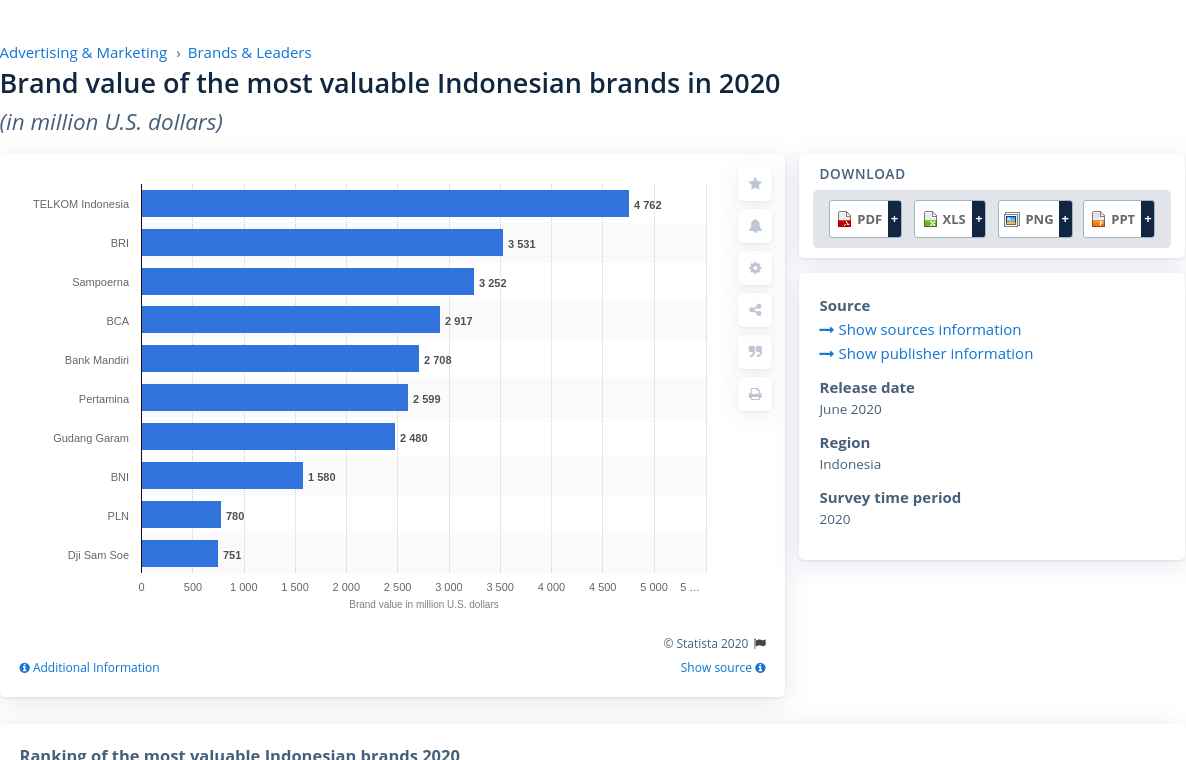 Advertising & Marketing › Brands & Leaders
Brand value of the most valuable Indonesian brands in 2020
(in million U.S. dollars)
TELKOM Indonesia 4 762
BRI 3 531
Sampoerna 3 252
BCA 2 917
Bank Mandiri 2 708
Pertamina 2 599
Gudang Garam 2 480
BNI 1 580
PLN 780
Dji Sam Soe 751
0 500 1 000 1 500 2 000 2 500 3 000 3 500 4 000 4 500 5 000 5 …
Brand value in million U.S. dollars
© Statista 2020
Additional Information Show source
DOWNLOAD
PDF + XLS + PNG + PPT +
Source
Show sources information
Show publisher information
Release date
June 2020
Region
Indonesia
Survey time period
2020
Ranking of the most valuable Indonesian brands 2020